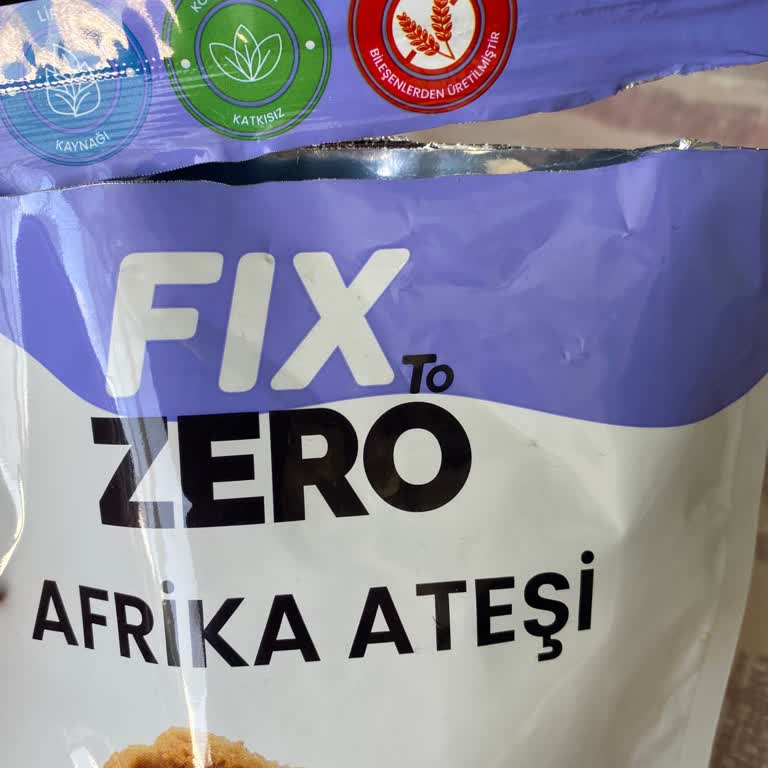 KAYNAĞI
KATKISIZ
BİLEŞENLERDEN ÜRETİLMİŞTİR
FIX
To
ZERO
AFRİKA ATEŞİ